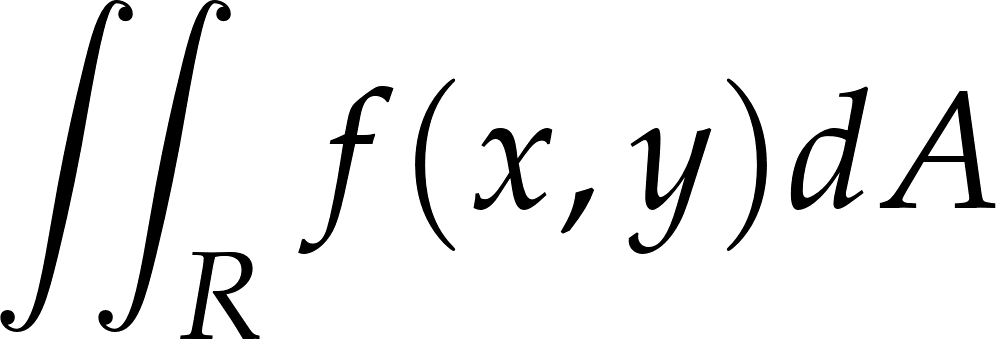 ∬_R f(x, y)dA